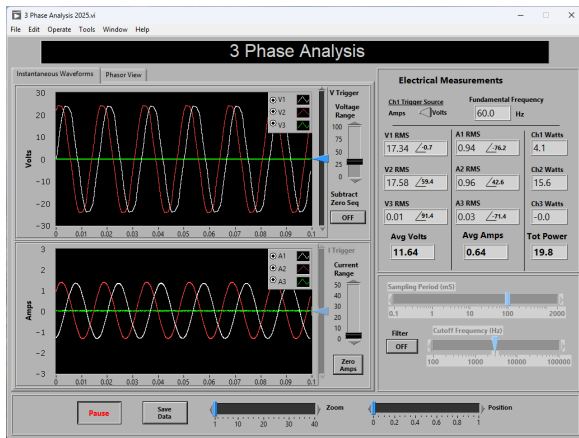 3 Phase Analysis 2025.vi
File Edit Operate Tools Window Help
3 Phase Analysis
Instantaneous Waveforms Phasor View
Volts
30
20
10
0
-10
-20
-30
0 0.01 0.02 0.03 0.04 0.05 0.06 0.07 0.08 0.09 0.1
V1
V2
V3
V Trigger
Voltage
Range
100
75
50
25
0
Subtract
Zero Seq
OFF
Amps
3
2
1
0
-1
-2
-3
0 0.01 0.02 0.03 0.04 0.05 0.06 0.07 0.08 0.09 0.1
A1
A2
A3
I Trigger
Current
Range
50
40
30
20
10
0
Zero
Amps
Electrical Measurements
Ch1 Trigger Source
Amps Volts
Fundamental Frequency
60.0 Hz
V1 RMS A1 RMS Ch1 Watts
17.34 -0.7 0.94 -76.2 4.1
V2 RMS A2 RMS Ch2 Watts
17.58 59.4 0.96 42.6 15.6
V3 RMS A3 RMS Ch3 Watts
0.01 91.4 0.03 -71.4 -0.0
Avg Volts Avg Amps Tot Power
11.64 0.64 19.8
Sampling Period (mS)
0.1 1 10 100 2000
Filter
OFF
Cutoff Frequency (Hz)
100 1000 10000 100000
Pause
Save
Data
Zoom
1 10 20 30 40
Position
0 0.2 0.4 0.6 0.8 1